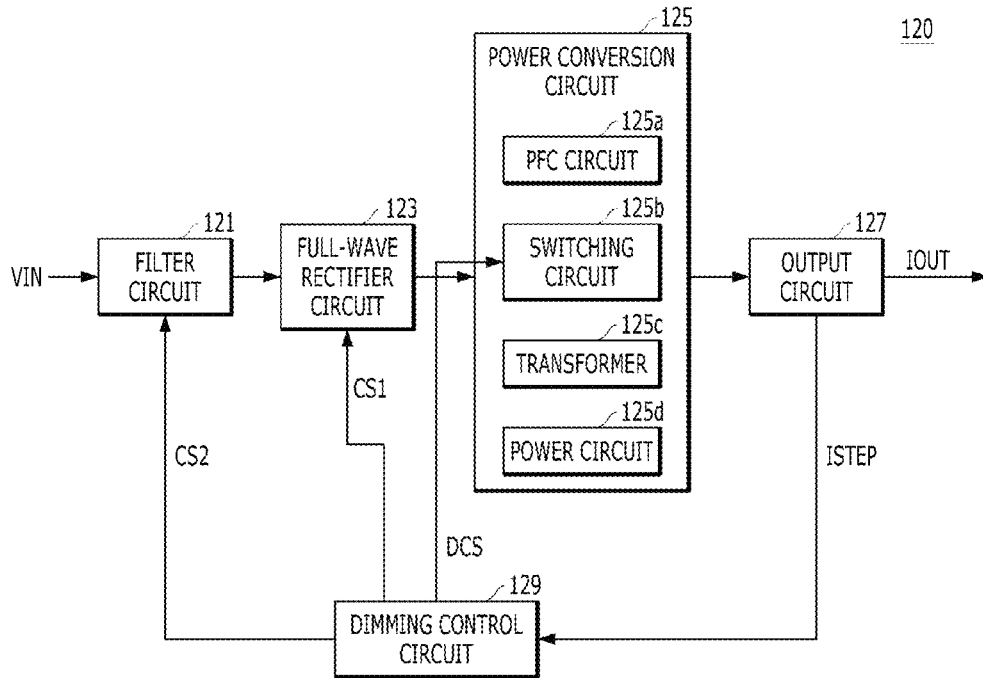 120
125
POWER CONVERSION
CIRCUIT
125a
PFC CIRCUIT
121
123
125b
127
VIN
FILTER
CIRCUIT
FULL-WAVE
RECTIFIER
CIRCUIT
SWITCHING
CIRCUIT
OUTPUT
CIRCUIT
IOUT
125c
TRANSFORMER
CS1
125d
POWER CIRCUIT
CS2
ISTEP
DCS
129
DIMMING CONTROL
CIRCUIT